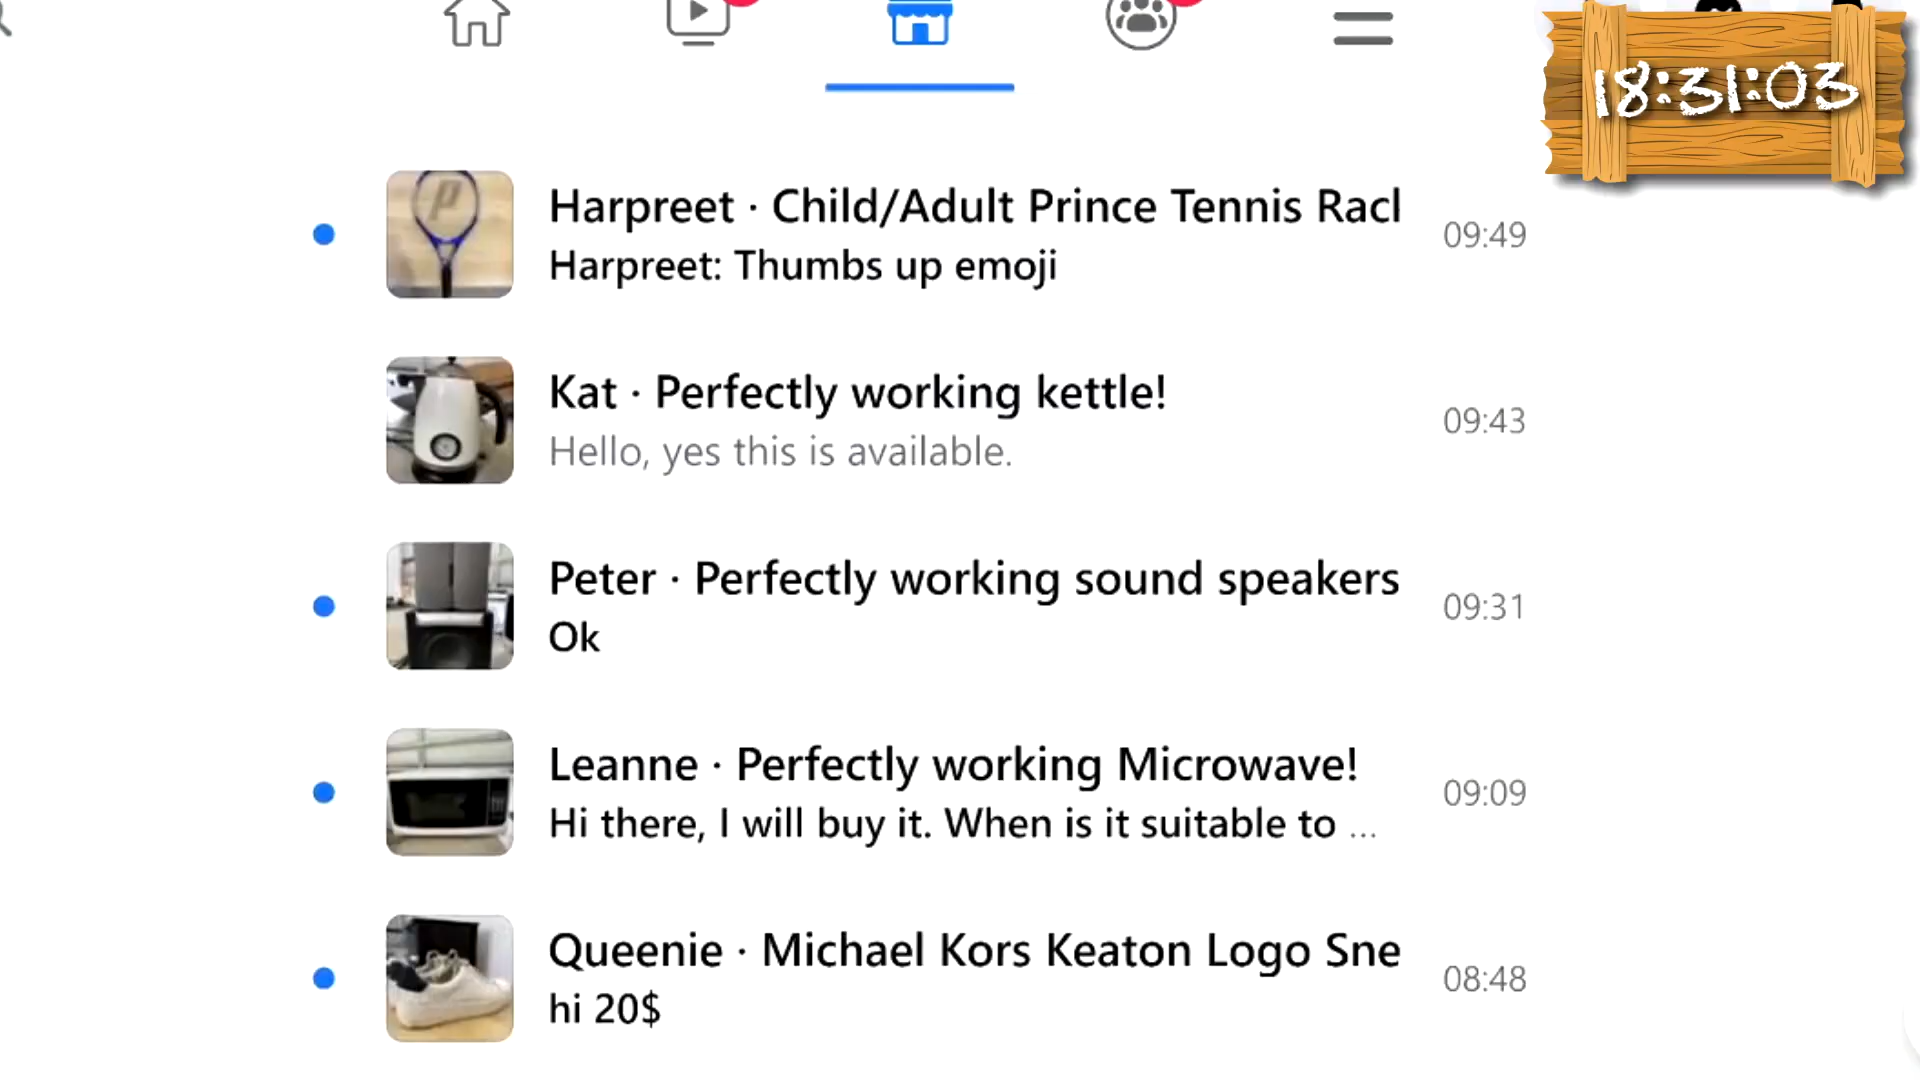 18:31:03
Harpreet · Child/Adult Prince Tennis Racl
Harpreet: Thumbs up emoji
09:49
Kat · Perfectly working kettle!
Hello, yes this is available.
09:43
Peter · Perfectly working sound speakers
Ok
09:31
Leanne · Perfectly working Microwave!
Hi there, I will buy it. When is it suitable to ...
09:09
Queenie · Michael Kors Keaton Logo Sne
hi 20$
08:48